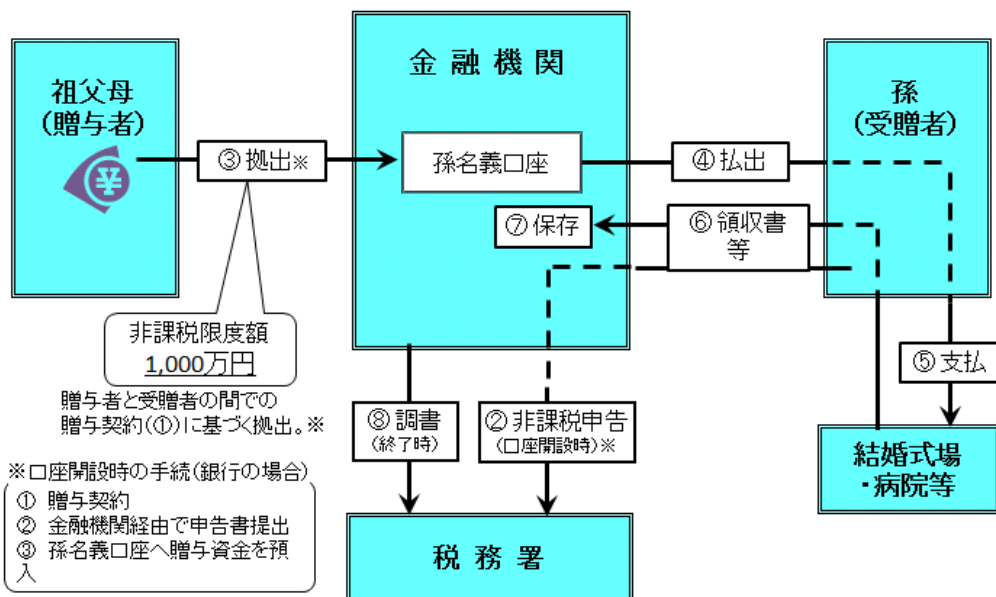 祖父母
(贈与者)
¥
③ 拠出※
金 融 機 関
孫名義口座
④ 払出
孫
(受贈者)
⑦ 保存
⑥ 領収書
等
非課税限度額
1,000万円
贈与者と受贈者の間での
贈与契約(①)に基づく拠出。※
⑧ 調書
(終了時)
② 非課税申告
(口座開設時)※
⑤ 支払
結婚式場
・病院等
※口座開設時の手続(銀行の場合)
① 贈与契約
② 金融機関経由で申告書提出
③ 孫名義口座へ贈与資金を預
入
税 務 署